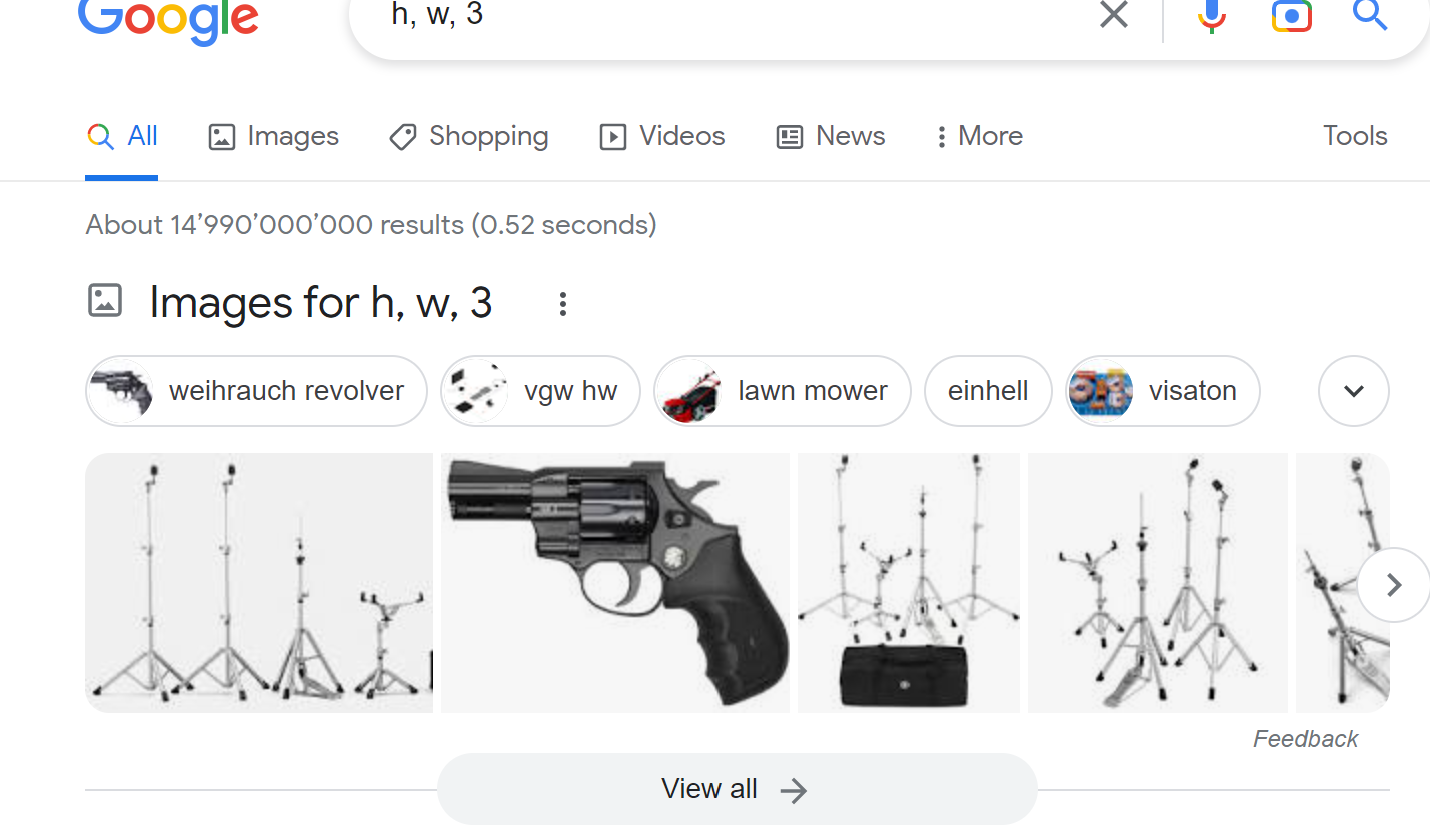 Google
h, w, 3
All Images Shopping Videos News More Tools
About 14’990’000’000 results (0.52 seconds)
Images for h, w, 3
weihrauch revolver vgw hw lawn mower einhell visaton
Feedback
View all